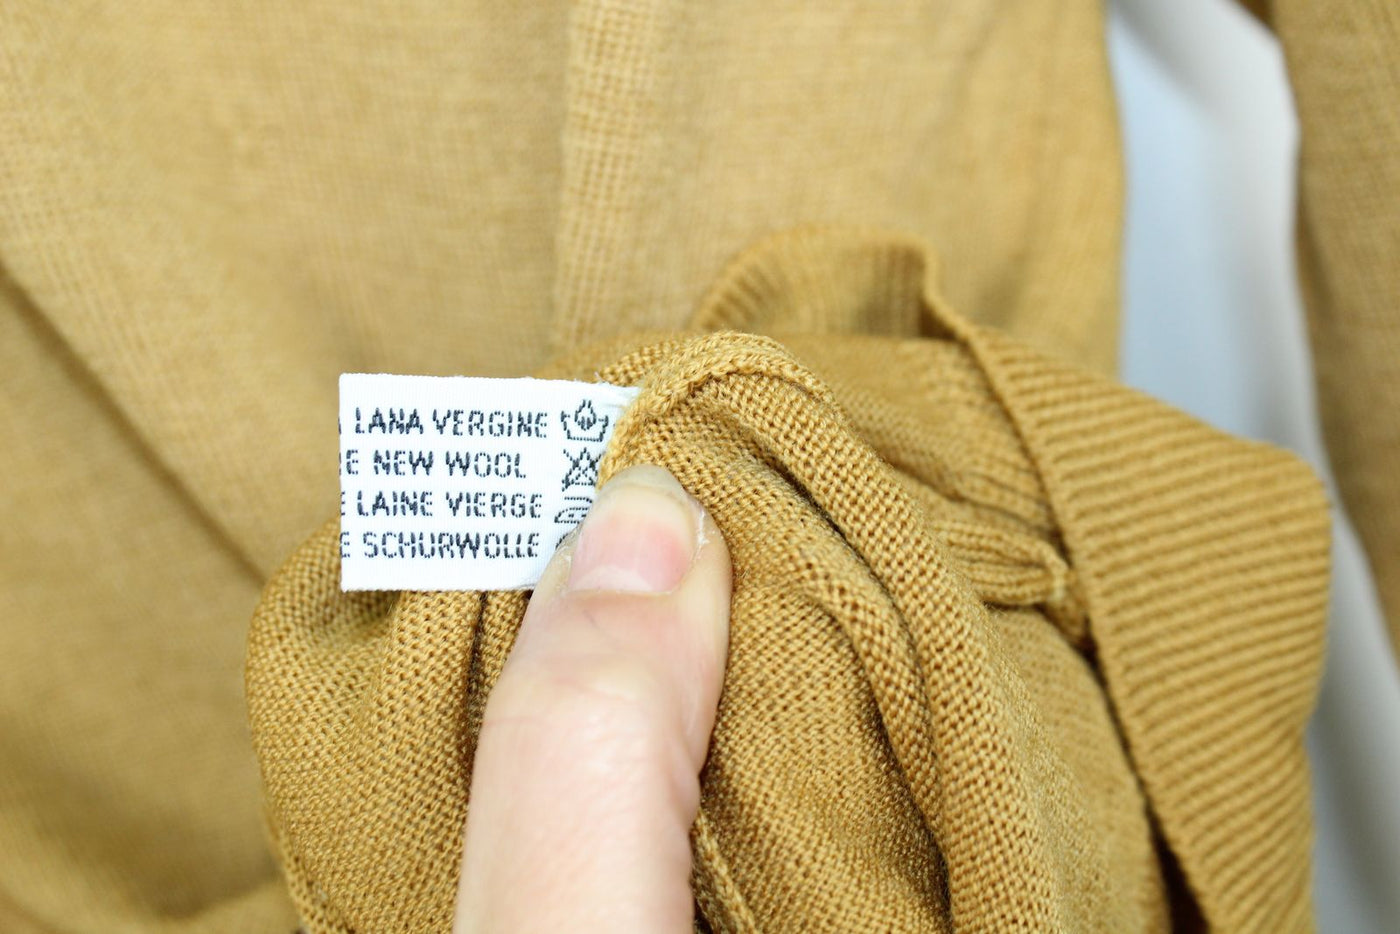 LANA VERGINE
E NEW WOOL
E LAINE VIERGE
E SCHURWOLLE